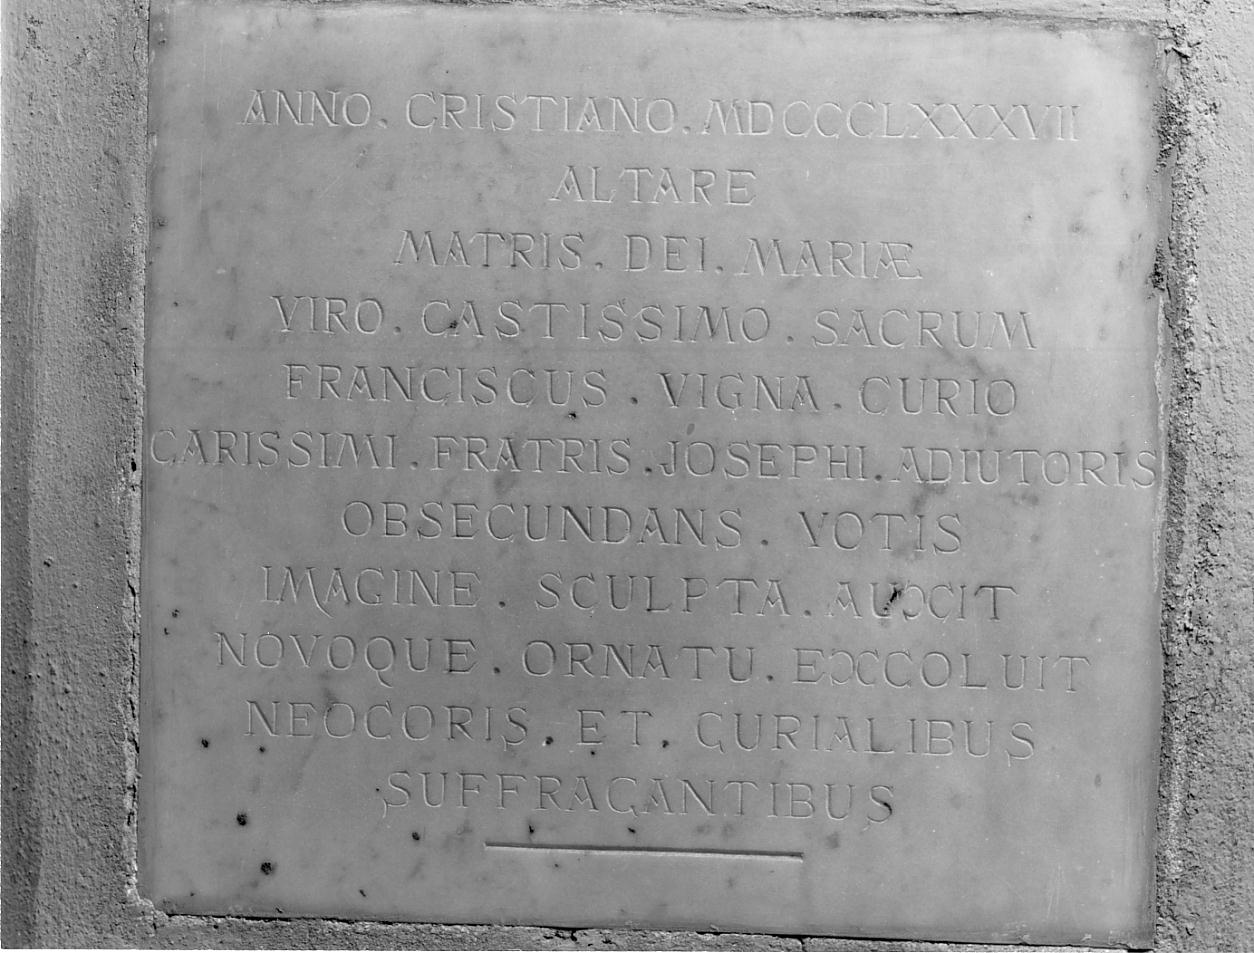 ANNO. CRISTIANO. MDCCCLXXXVII
ALTARE
MATRIS. DEI. MARIÆ
VIRO. CASTISSIMO. SACRUM
FRANCISCUS. VIGNA. CURIO
CARISSIMI. FRATRIS. JOSEPHI. ADIUTORIS
OBSECUNDANS. VOTIS
IMAGINE. SCULPTA. AUXIT
NOVOQUE. ORNATU. EXCOLUIT
NEOCORIS. ET. CURIALIBUS
SUFFRAGANTIBUS